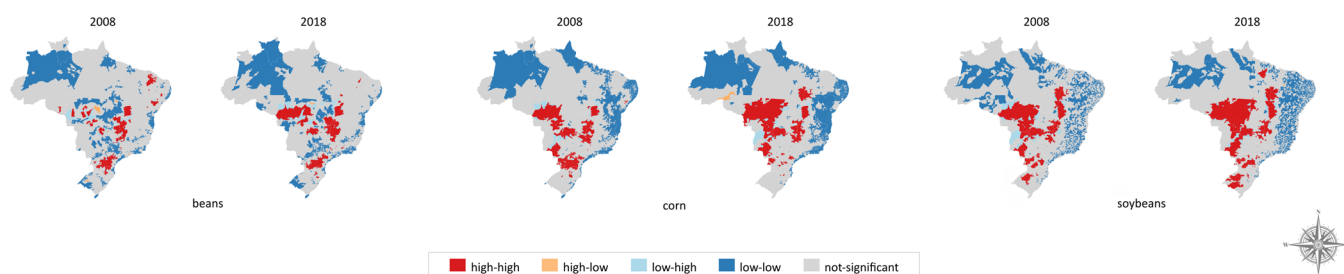 2008 2018 2008 2018 2008 2018
beans corn soybeans
N
W
high-high high-low low-high low-low not-significant